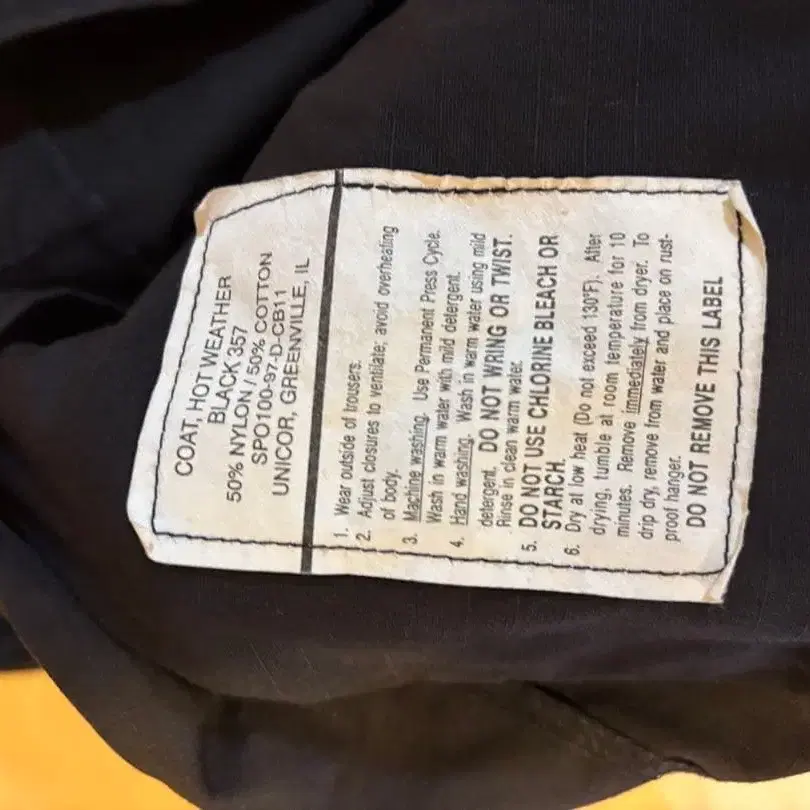 COAT, HOT WEATHER
BLACK 357
50% NYLON / 50% COTTON
SPO100-97-D-CB11
UNICOR, GREENVILLE, IL
1. Wear outside of trousers.
2. Adjust closures to ventilate; avoid overheating
of body.
3. Machine washing. Use Permanent Press Cycle.
Wash in warm water with mild detergent.
4. Hand washing. Wash in warm water using mild
detergent. DO NOT WRING OR TWIST.
Rinse in clean warm water.
5. DO NOT USE CHLORINE BLEACH OR
STARCH.
6. Dry at low heat (Do not exceed 130°F). After
drying, tumble at room temperature for 10
minutes. Remove immediately from dryer. To
drip dry, remove from water and place on rust-
proof hanger.
DO NOT REMOVE THIS LABEL